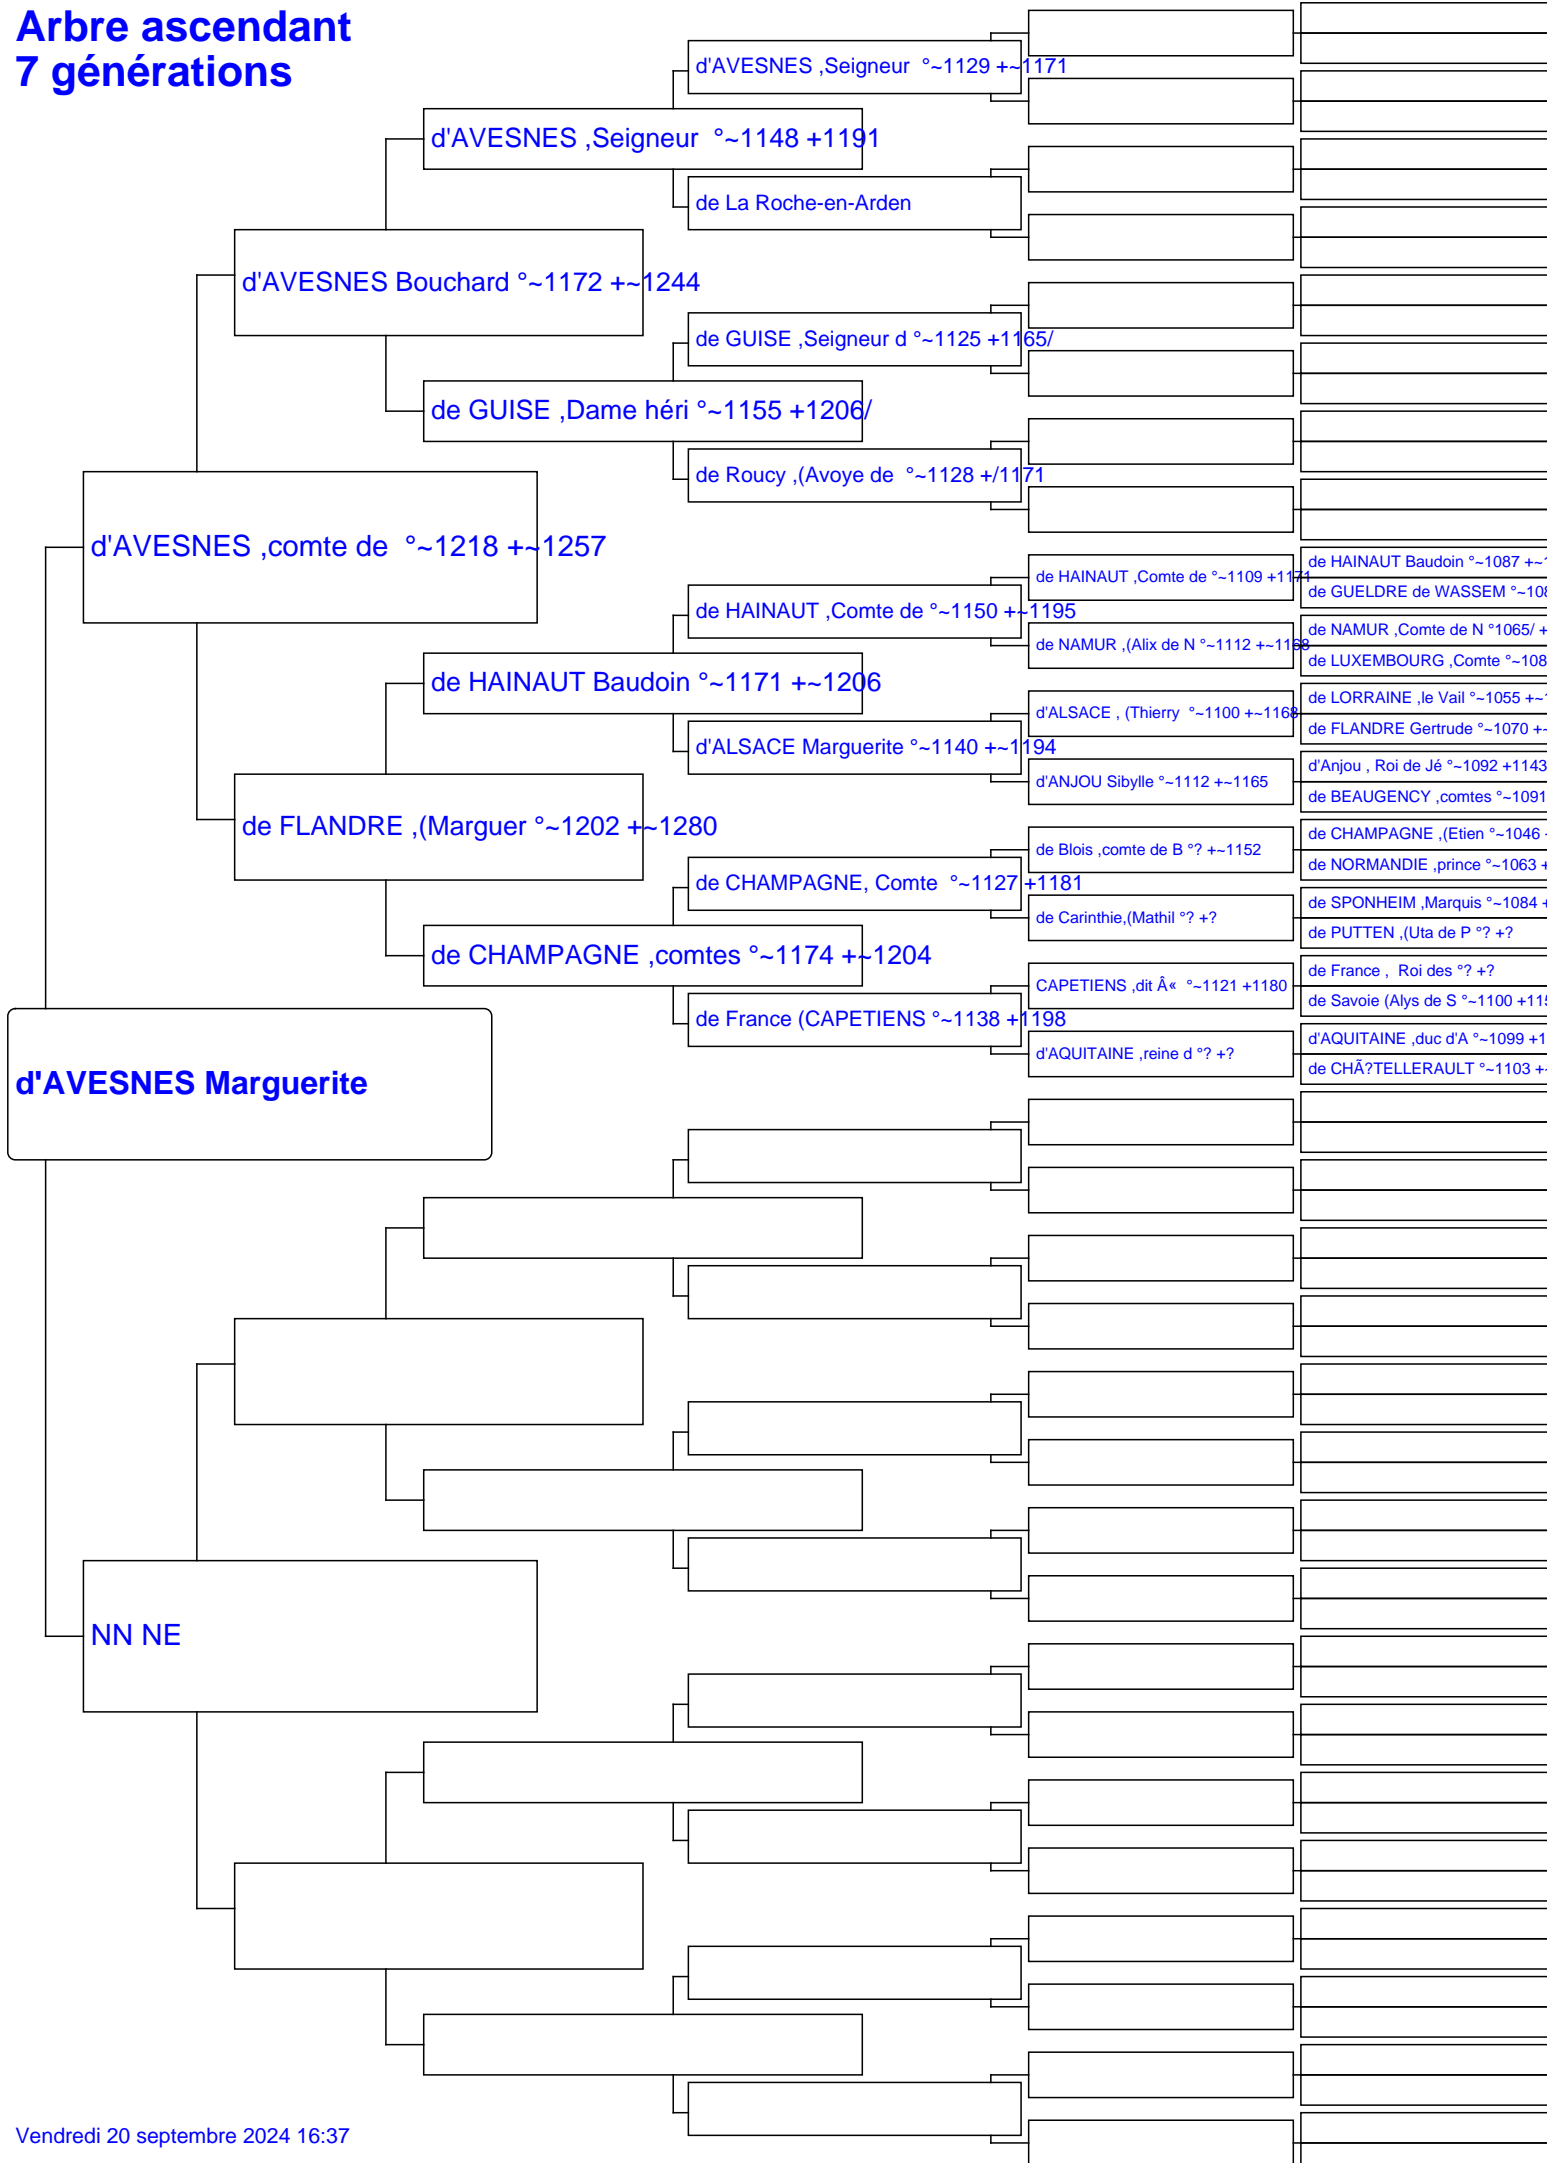 Arbre ascendant
7 générations
d'AVESNES ,Seigneur °~1129 +~1171
d'AVESNES ,Seigneur °~1148 +1191
de La Roche-en-Arden
d'AVESNES Bouchard °~1172 +~1244
de GUISE ,Seigneur d °~1125 +1165/
de GUISE ,Dame héri °~1155 +1206/
de Roucy ,(Avoye de °~1128 +/1171
d'AVESNES ,comte de °~1218 +~1257
de HAINAUT Baudoin °~1087 +~1
de HAINAUT ,Comte de °~1109 +1171
de GUELDRE de WASSEM °~108
de HAINAUT ,Comte de °~1150 +~1195
de NAMUR ,Comte de N °1065/ +
de NAMUR ,(Alix de N °~1112 +~1168
de LUXEMBOURG ,Comte °~108
de HAINAUT Baudoin °~1171 +~1206
de LORRAINE ,le Vail °~1055 +~1
d'ALSACE , (Thierry °~1100 +~1168
de FLANDRE Gertrude °~1070 +~
d'ALSACE Marguerite °~1140 +~1194
d'Anjou , Roi de Jé °~1092 +1143
d'ANJOU Sibylle °~1112 +~1165
de BEAUGENCY ,comtes °~1091
de FLANDRE ,(Marguer °~1202 +~1280
de CHAMPAGNE ,(Etien °~1046 +
de Blois ,comte de B °? +~1152
de NORMANDIE ,prince °~1063 +
de CHAMPAGNE, Comte °~1127 +1181
de SPONHEIM ,Marquis °~1084 +
de Carinthie,(Mathil °? +?
de PUTTEN ,(Uta de P °? +?
de CHAMPAGNE ,comtes °~1174 +~1204
de France , Roi des °? +?
CAPETIENS ,dit Â« °~1121 +1180
de Savoie (Alys de S °~1100 +115
de France (CAPETIENS °~1138 +1198
d'AQUITAINE ,duc d'A °~1099 +1
d'AQUITAINE ,reine d °? +?
de CHÃ?TELLERAULT °~1103 +~
d'AVESNES Marguerite
NN NE
Vendredi 20 septembre 2024 16:37